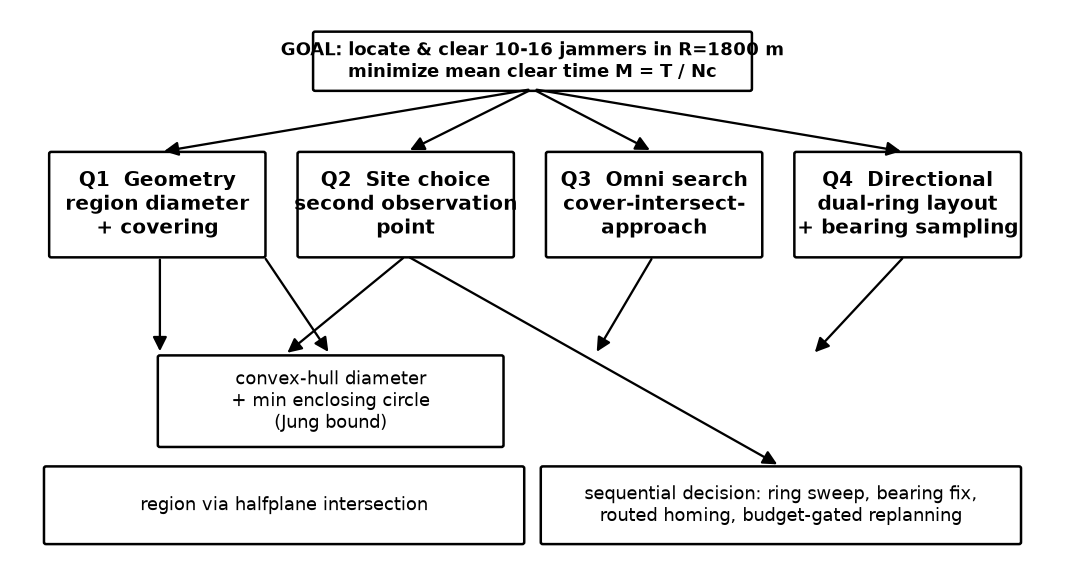 GOAL: locate & clear 10-16 jammers in R=1800 m
minimize mean clear time M = T / Nc
Q1  Geometry
region diameter
+ covering
Q2  Site choice
second observation
point
Q3  Omni search
cover-intersect-
approach
Q4  Directional
dual-ring layout
+ bearing sampling
convex-hull diameter
+ min enclosing circle
(Jung bound)
region via halfplane intersection
sequential decision: ring sweep, bearing fix,
routed homing, budget-gated replanning